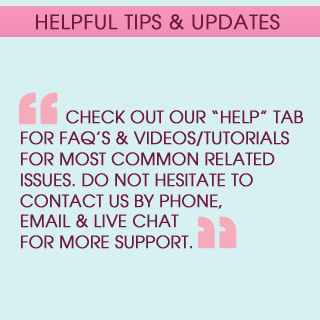 HELPFUL TIPS & UPDATES
CHECK OUT OUR “HELP” TAB
FOR FAQ’S & VIDEOS/TUTORIALS
FOR MOST COMMON RELATED
ISSUES. DO NOT HESITATE TO
CONTACT US BY PHONE,
EMAIL & LIVE CHAT
FOR MORE SUPPORT.